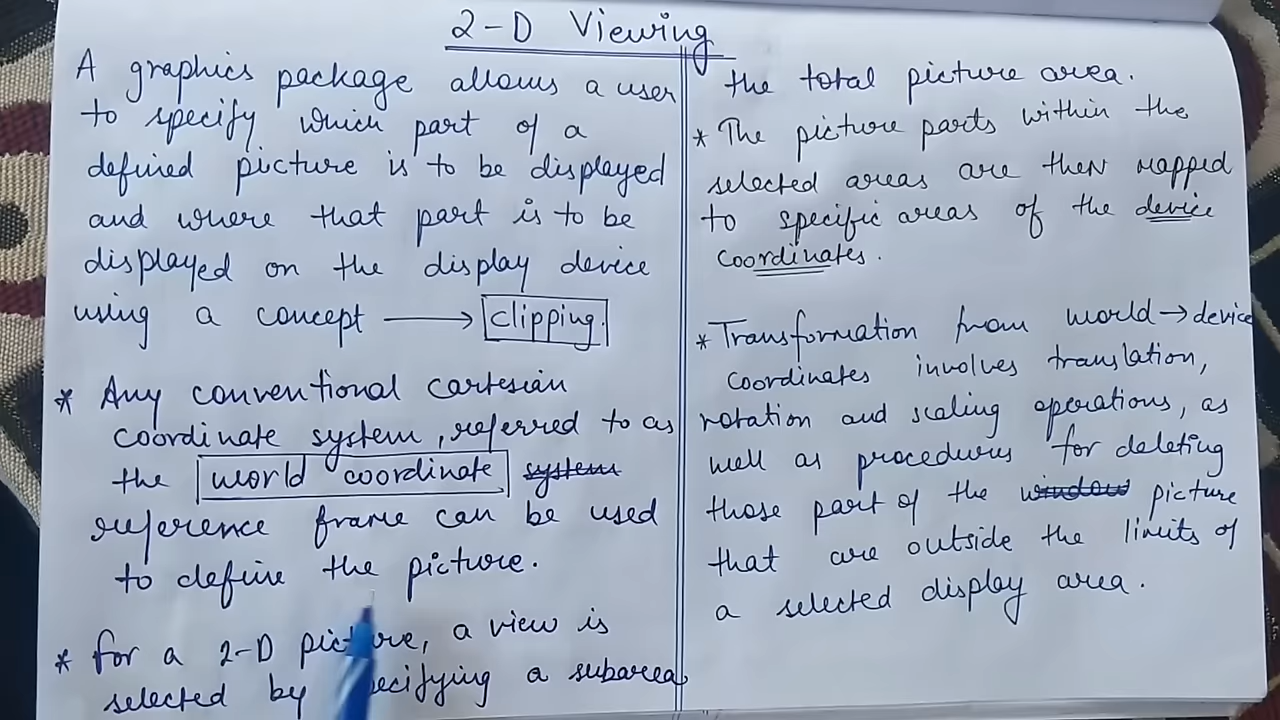 2-D Viewing
A graphics package allows a user
to specify which part of a
defined picture is to be displayed
and where that part is to be
displayed on the display device
using a concept → clipping.
* Any conventional cartesian
coordinate system, referred to as
the world coordinate system
reference frame can be used
to define the picture.
* for a 2-D picture, a view is
selected by specifying a subarea
the total picture area.
* The picture parts within the
selected areas are then mapped
to specific areas of the device
coordinates.
* Transformation from world → device
coordinates involves translation,
rotation and scaling operations, as
well as procedures for deleting
those part of the window picture
that are outside the limits of
a selected display area.